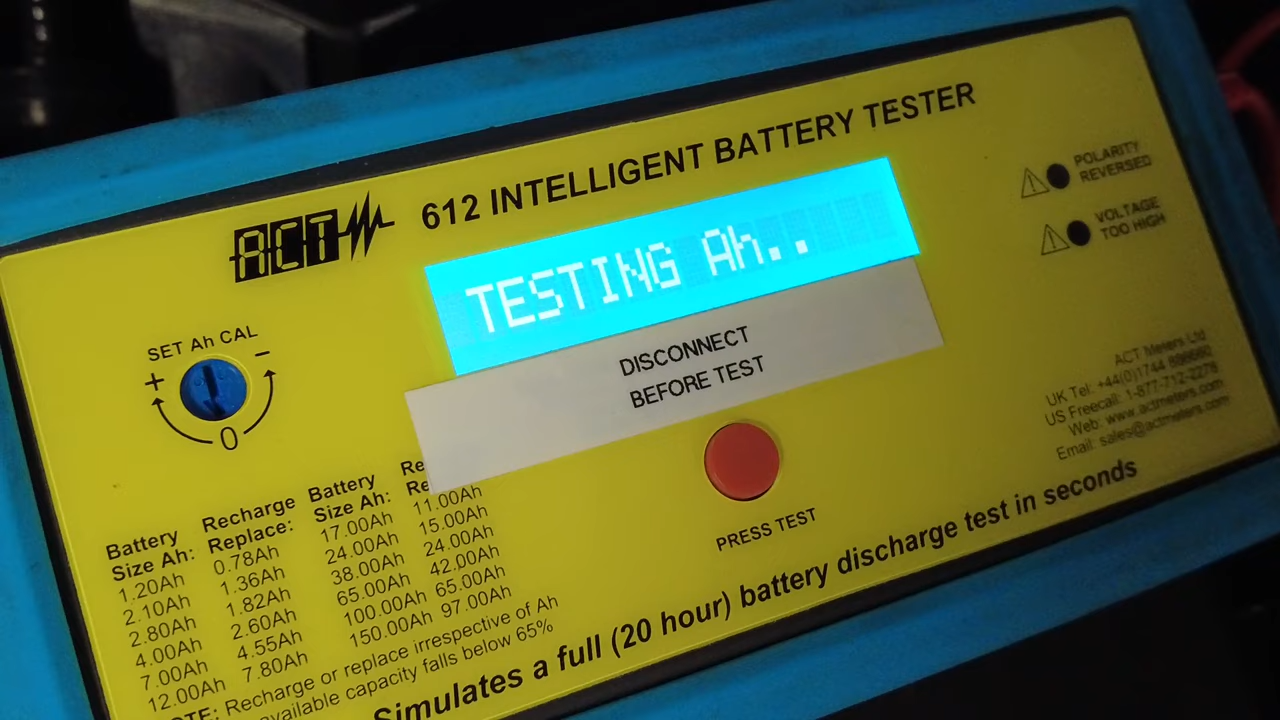 ACT
612 INTELLIGENT BATTERY TESTER
POLARITY
REVERSED
VOLTAGE
TOO HIGH
TESTING Ah..
DISCONNECT
BEFORE TEST
SET Ah CAL
+ −
0
PRESS TEST
ACT Meters Ltd
UK Tel: +44(0)1744
US Freecall: 1-877-712-2278
Web: www.actmeters.com
Email: sales@actmeters.com
Battery Recharge Battery Re
Size Ah: Replace: Size Ah: Re
1.20Ah 0.78Ah 17.00Ah 11.00Ah
2.10Ah 1.36Ah 24.00Ah 15.00Ah
2.80Ah 1.82Ah 38.00Ah 24.00Ah
4.00Ah 2.60Ah 65.00Ah 42.00Ah
7.00Ah 4.55Ah 100.00Ah 65.00Ah
12.00Ah 7.80Ah 150.00Ah 97.00Ah
NOTE: Recharge or replace irrespective of Ah
available capacity falls below 65%
Simulates a full (20 hour) battery discharge test in seconds